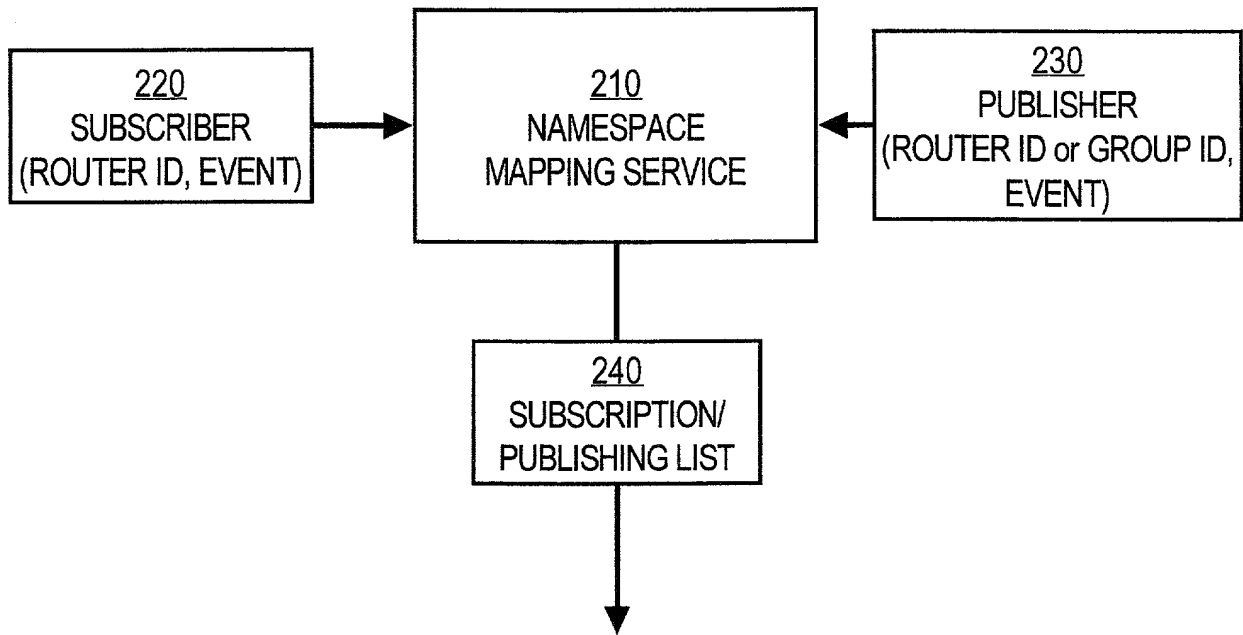 220
SUBSCRIBER
(ROUTER ID, EVENT)
210
NAMESPACE
MAPPING SERVICE
230
PUBLISHER
(ROUTER ID or GROUP ID,
EVENT)
240
SUBSCRIPTION/
PUBLISHING LIST